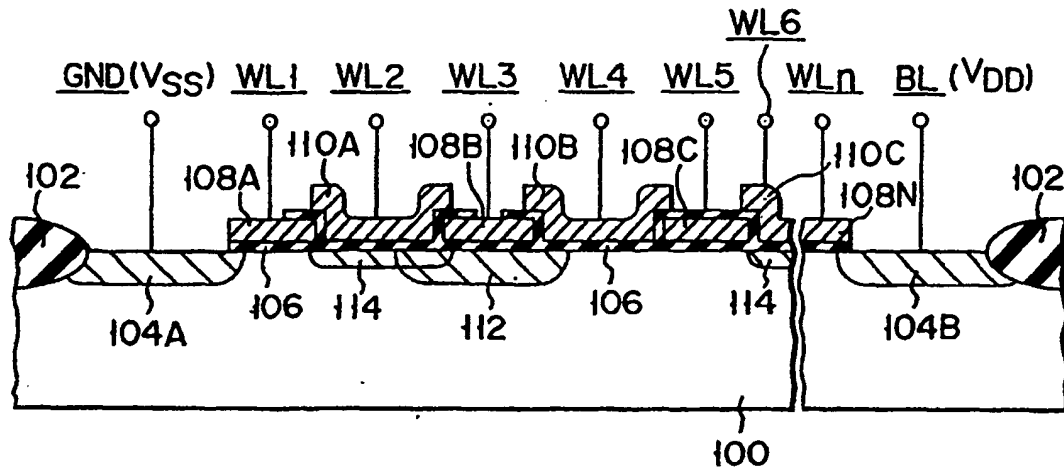 WL6
GND (VSS) WL1 WL2 WL3 WL4 WL5 WLn BL (VDD)
110A 108B 110B 108C 110C
102 108A 108N 102
104A 106 114 112 106 114 104B
100